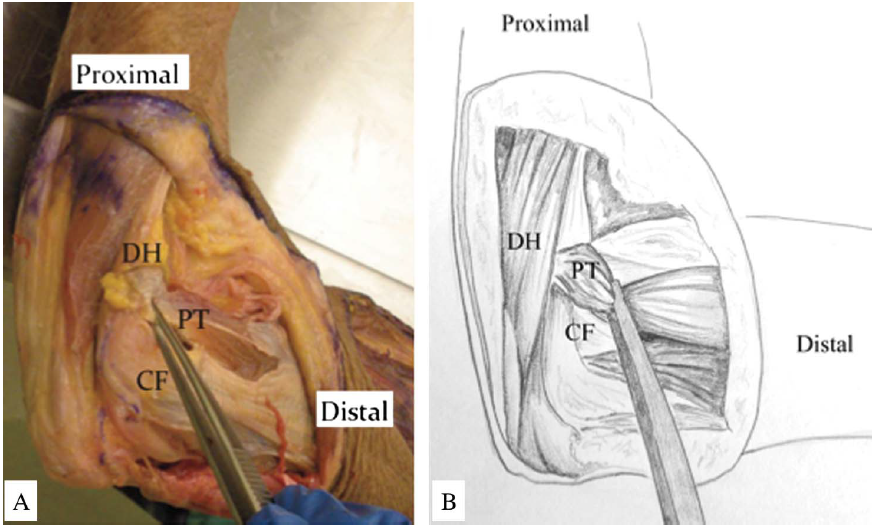 Proximal
DH
PT
CF
Distal
A
Proximal
DH
PT
CF
Distal
B